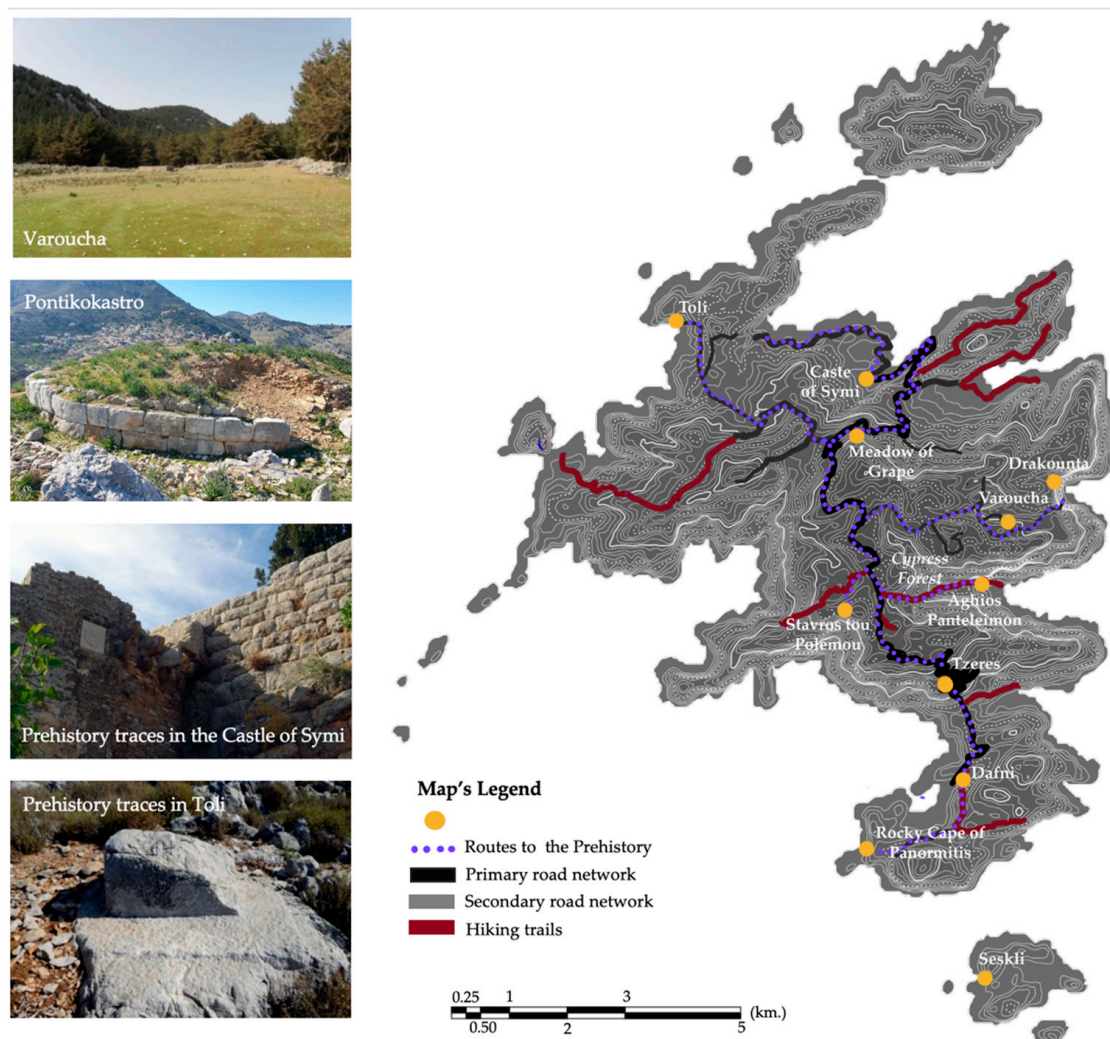 Varoucha
Pontikokastro
Prehistory traces in the Castle of Symi
Prehistory traces in Toli
Toli
Caste
of Symi
Meadow of
Grape
Drakounta
Varoucha
Cypress
Forest
Aghios
Panteleimon
Stavros tou
Polemou
Tzeres
Dafni
Rocky Cape of
Panormitis
Seskli
Map's Legend
Routes to the Prehistory
Primary road network
Secondary road network
Hiking trails
0.25 1 3
0.50 2 5 (km.)